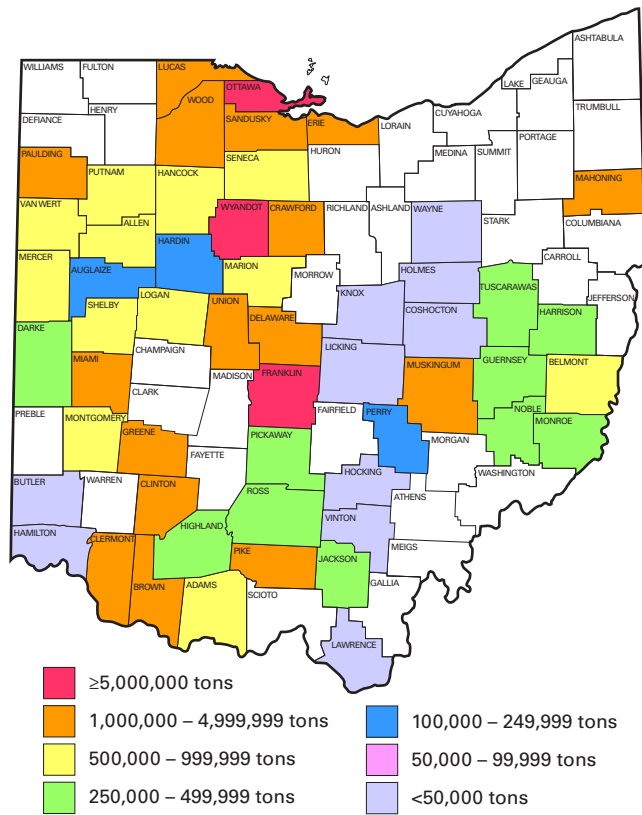 ASHTABULA
WILLIAMS
FULTON
LUCAS
OTTAWA
LAKE
GEAUGA
WOOD
HENRY
TRUMBULL
DEFIANCE
SANDUSKY
ERIE
LORAIN
CUYAHOGA
PORTAGE
HURON
MEDINA
SUMMIT
PAULDING
SENECA
PUTNAM
HANCOCK
MAHONING
VAN WERT
WYANDOT
CRAWFORD
RICHLAND
ASHLAND
WAYNE
STARK
COLUMBIANA
ALLEN
HARDIN
MERCER
AUGLAIZE
MARION
MORROW
HOLMES
CARROLL
TUSCARAWAS
JEFFERSON
LOGAN
KNOX
SHELBY
UNION
COSHOCTON
HARRISON
DELAWARE
DARKE
CHAMPAIGN
LICKING
GUERNSEY
MIAMI
MUSKINGUM
BELMONT
MADISON
FRANKLIN
CLARK
FAIRFIELD
PERRY
NOBLE
PREBLE
MONTGOMERY
MONROE
GREENE
PICKAWAY
MORGAN
FAYETTE
HOCKING
WASHINGTON
BUTLER
WARREN
CLINTON
ROSS
ATHENS
VINTON
HIGHLAND
HAMILTON
CLERMONT
PIKE
MEIGS
JACKSON
BROWN
ADAMS
GALLIA
SCIOTO
LAWRENCE
≥5,000,000 tons
1,000,000 – 4,999,999 tons
500,000 – 999,999 tons
250,000 – 499,999 tons
100,000 – 249,999 tons
50,000 – 99,999 tons
<50,000 tons